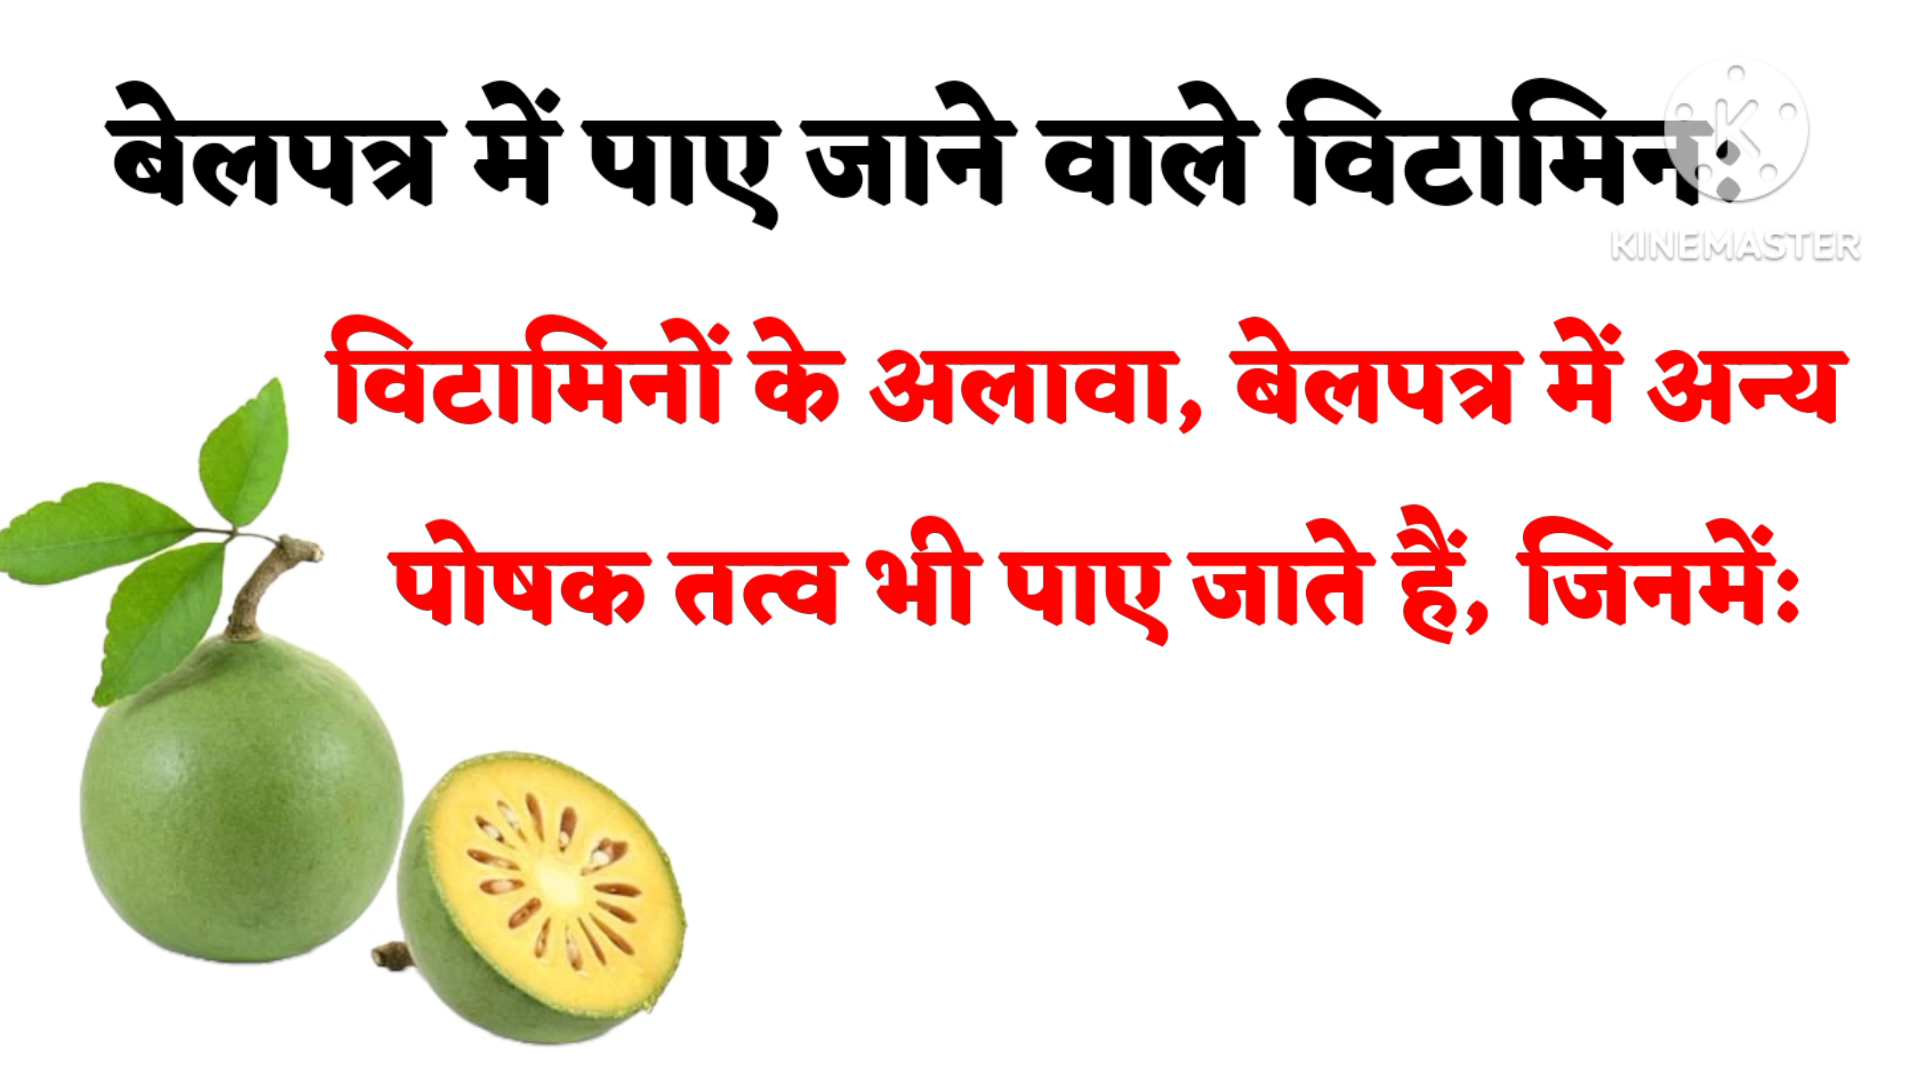 बेलपत्र में पाए जाने वाले विटामिन:
KINEMASTER
विटामिनों के अलावा, बेलपत्र में अन्य
पोषक तत्व भी पाए जाते हैं, जिनमें: